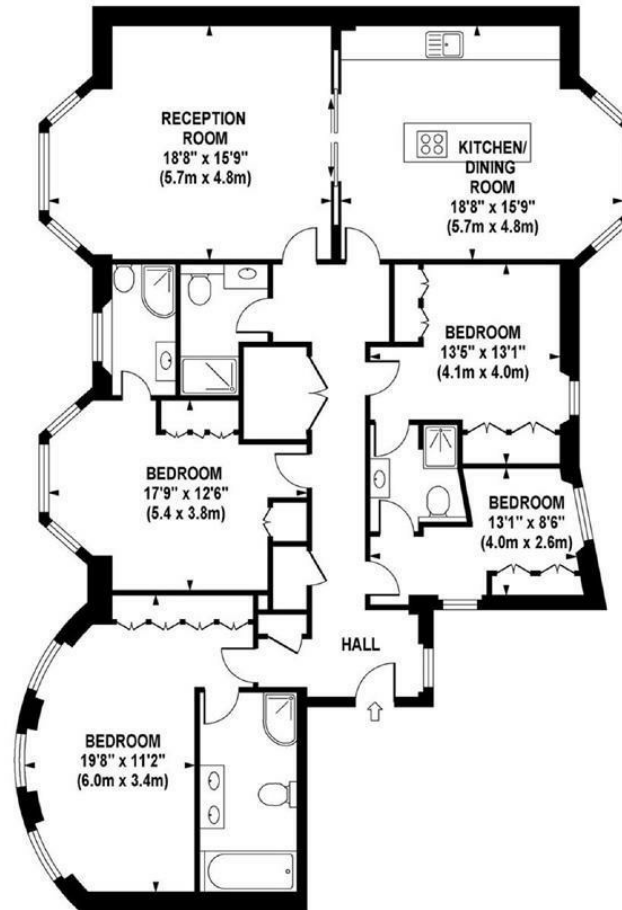 RECEPTION
ROOM
18'8" x 15'9"
(5.7m x 4.8m)
KITCHEN/
DINING
ROOM
18'8" x 15'9"
(5.7m x 4.8m)
BEDROOM
13'5" x 13'1"
(4.1m x 4.0m)
BEDROOM
17'9" x 12'6"
(5.4 x 3.8m)
BEDROOM
13'1" x 8'6"
(4.0m x 2.6m)
HALL
BEDROOM
19'8" x 11'2"
(6.0m x 3.4m)